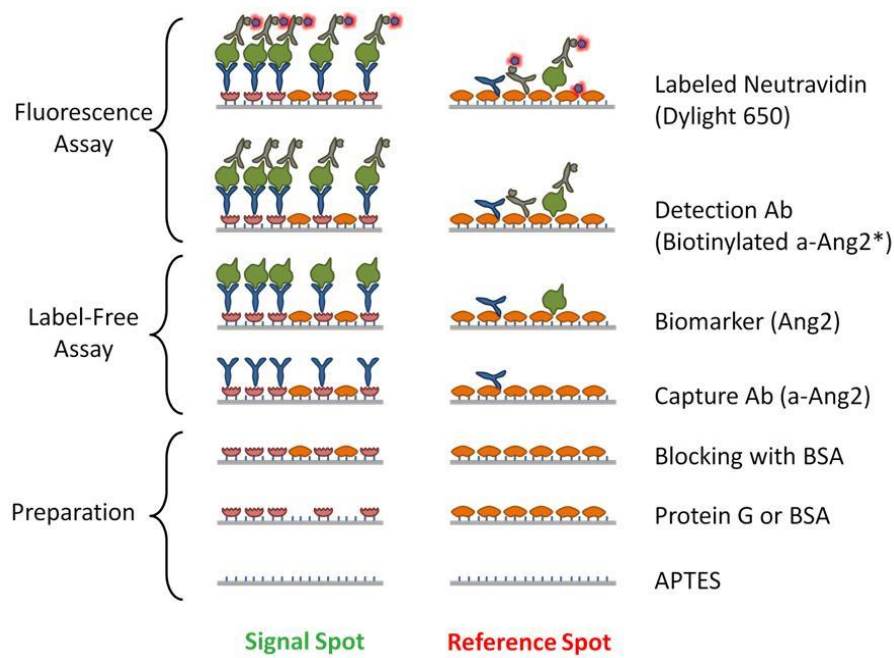 Fluorescence
Assay
Labeled Neutravidin
(Dylight 650)
Detection Ab
(Biotinylated a-Ang2*)
Label-Free
Assay
Biomarker (Ang2)
Capture Ab (a-Ang2)
Preparation
Blocking with BSA
Protein G or BSA
APTES
Signal Spot
Reference Spot